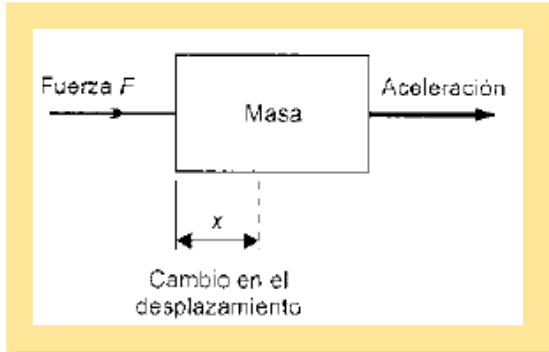 Fuerza F
Masa
Aceleración
x
Cambio en el
desplazamiento